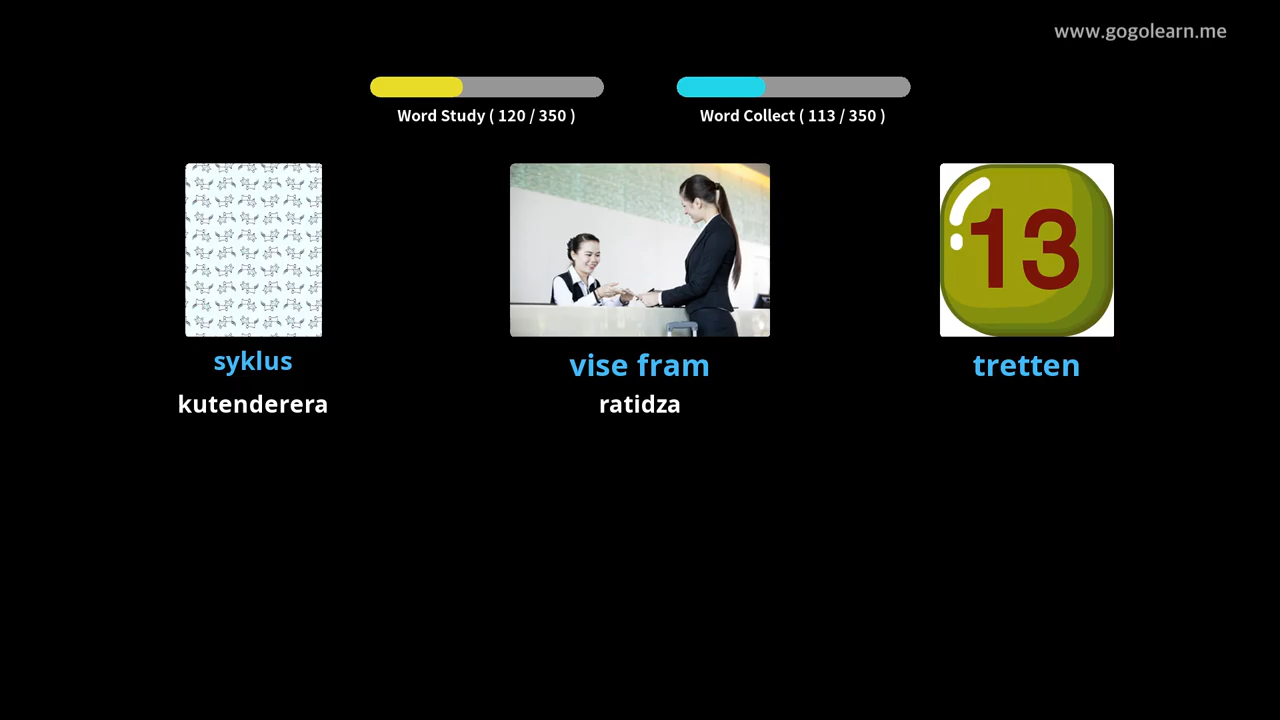 www.gogolearn.me
Word Study ( 120 / 350 )
Word Collect ( 113 / 350 )
13
syklus
vise fram
tretten
kutenderera
ratidza